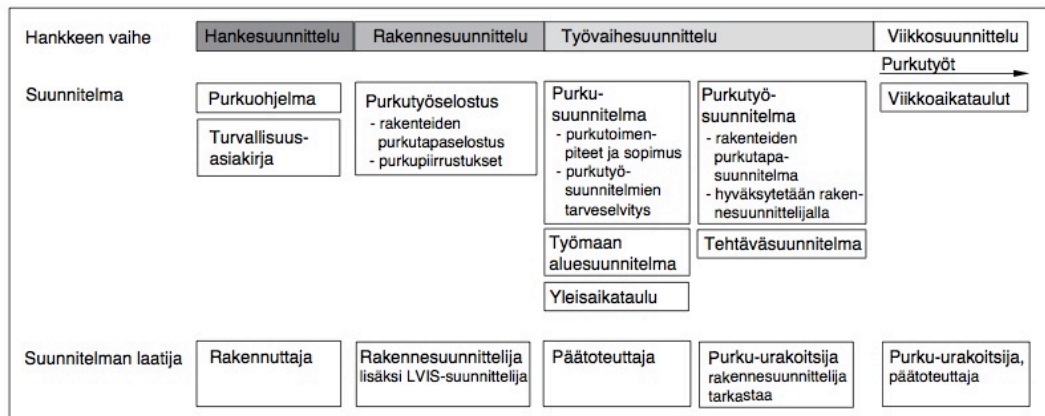 Hankkeen vaihe
Hankesuunnittelu
Rakennesuunnittelu
Työvaihesuunnittelu
Viikkosuunnittelu
Purkutyöt
Suunnitelma
Purkuohjelma
Turvallisuus-
asiakirja
Purkutyöselostus
- rakenteiden
purkutapaselostus
- purkupiirrustukset
Purku-
suunnitelma
- purkutoimen-
piteet ja sopimus
- purkutyö-
suunnitelmien
tarveselvitys
Työmaan
aluesuunnitelma
Yleisaikataulu
Purkutyö-
suunnitelma
- rakenteiden
purkutapa-
suunnitelma
- hyväksytetään raken-
nesuunnittelijalla
Tehtäväsuunnitelma
Viikkoaikataulut
Suunnitelman laatija
Rakennuttaja
Rakennesuunnittelija
lisäksi LVIS-suunnittelija
Päätoteuttaja
Purku-urakoitsija
rakennesuunnittelija
tarkastaa
Purku-urakoitsija,
päätoteuttaja